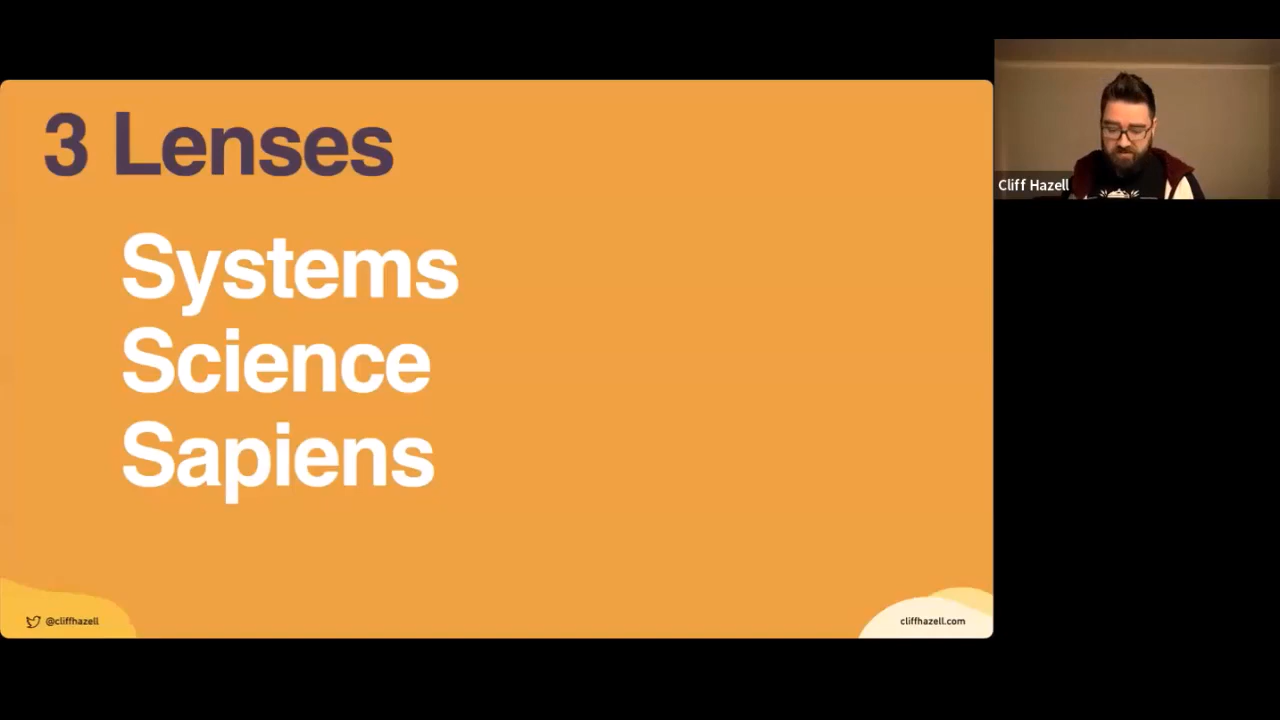 3 Lenses
Systems
Science
Sapiens
@cliffhazell
cliffhazell.com
Cliff Hazell